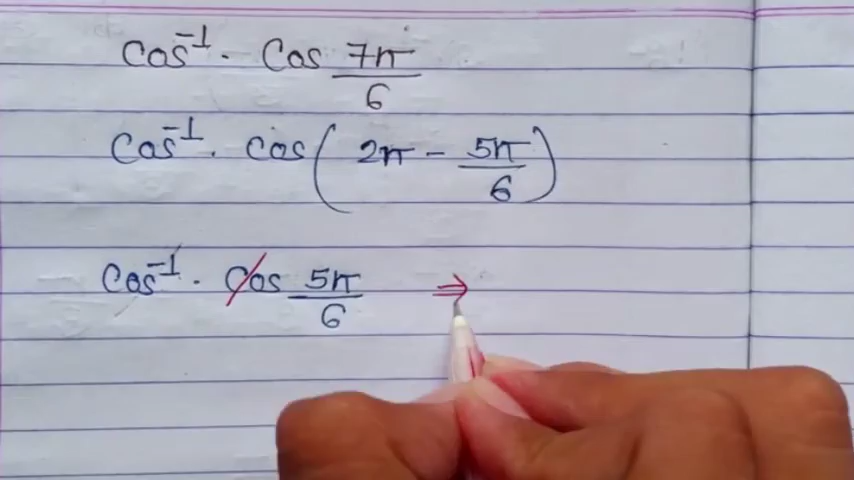 Cos⁻¹ · Cos 7π/6
Cos⁻¹ · Cos (2π − 5π/6)
Cos⁻¹ · Cos 5π/6 ⇒